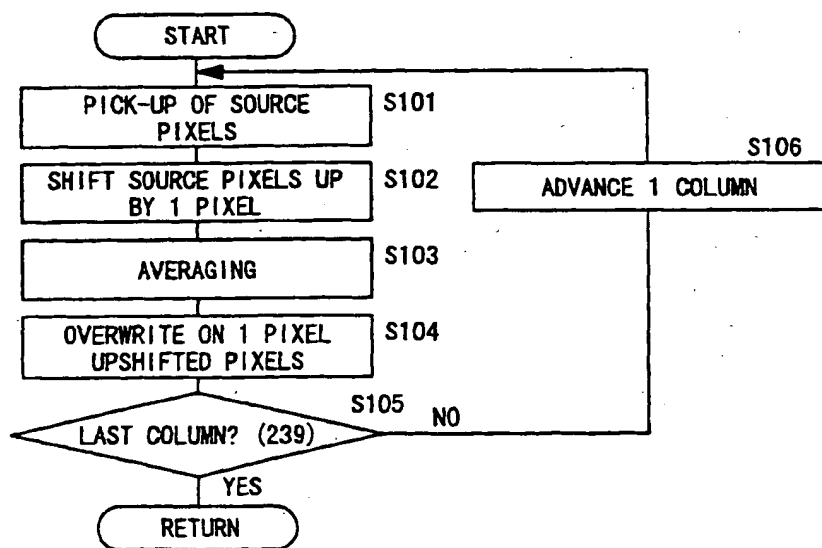 START
PICK-UP OF SOURCE
PIXELS
S101
SHIFT SOURCE PIXELS UP
BY 1 PIXEL
S102
S106
ADVANCE 1 COLUMN
AVERAGING
S103
OVERWRITE ON 1 PIXEL
UPSHIFTED PIXELS
S104
S105
LAST COLUMN? (239)
NO
YES
RETURN